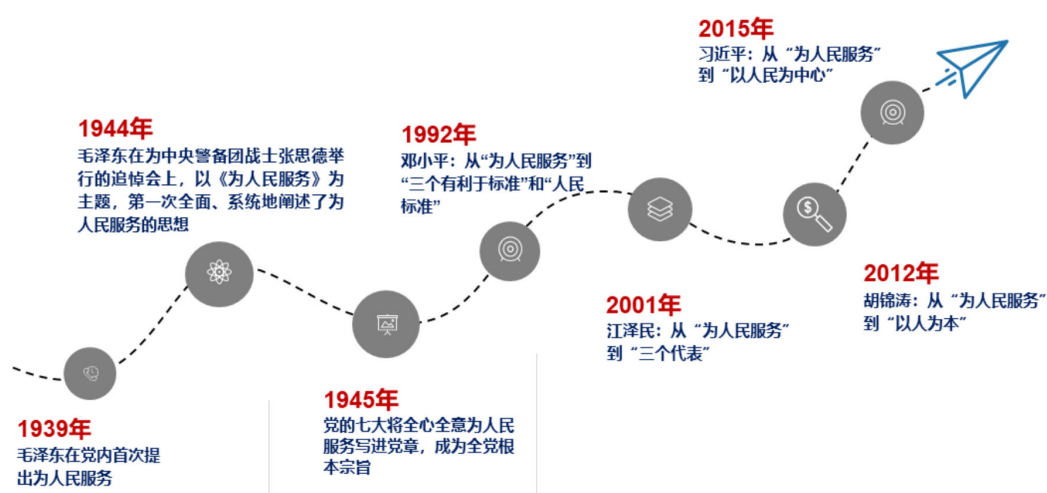 1939年
毛泽东在党内首次提
出为人民服务
1944年
毛泽东在为中央警备团战士张思德举
行的追悼会上，以《为人民服务》为
主题，第一次全面、系统地阐述了为
人民服务的思想
1945年
党的七大将全心全意为人民
服务写进党章，成为全党根
本宗旨
1992年
邓小平：从“为人民服务”到
“三个有利于标准”和“人民
标准”
2001年
江泽民：从“为人民服务”
到“三个代表”
2012年
胡锦涛：从“为人民服务”
到“以人为本”
2015年
习近平：从“为人民服务”
到“以人民为中心”
$